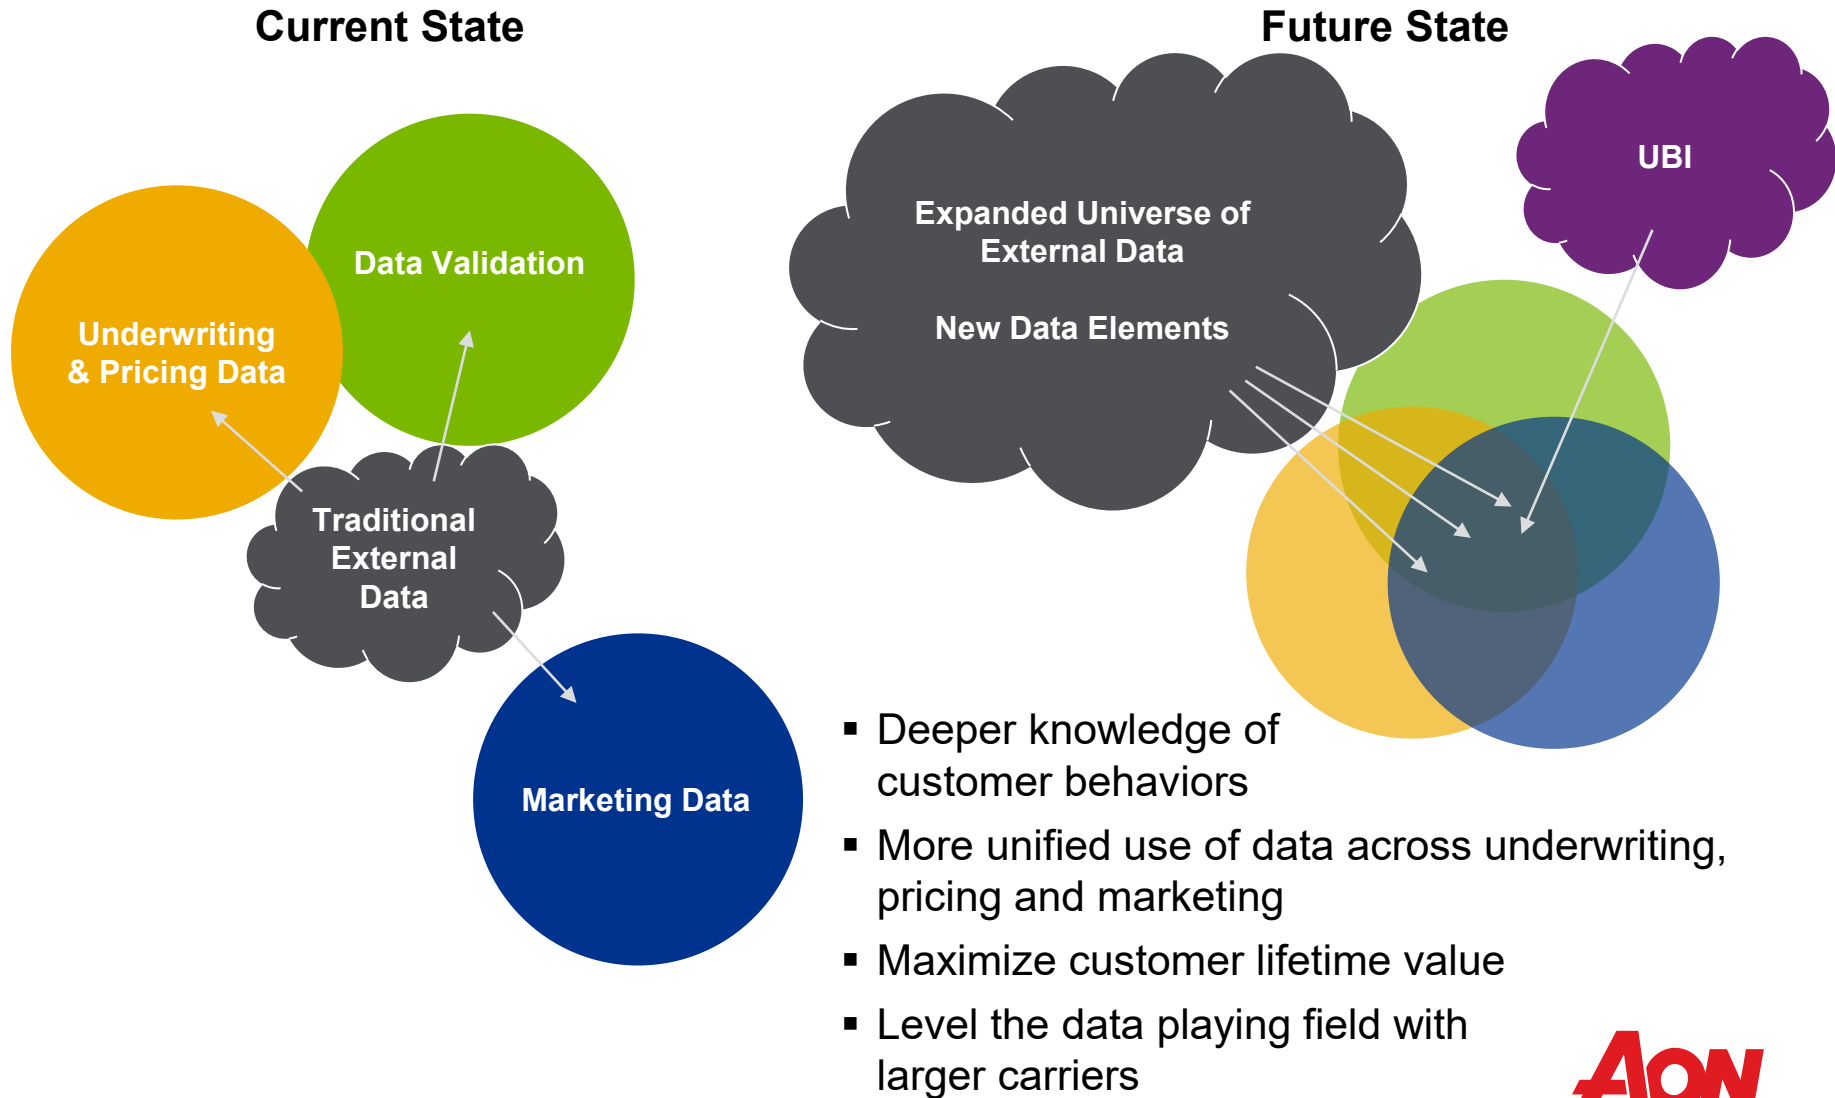 Current State
Future State
Data Validation
Underwriting
& Pricing Data
Traditional
External
Data
Marketing Data
Expanded Universe of
External Data
New Data Elements
UBI
▪ Deeper knowledge of
customer behaviors
▪ More unified use of data across underwriting,
pricing and marketing
▪ Maximize customer lifetime value
▪ Level the data playing field with
larger carriers
AON